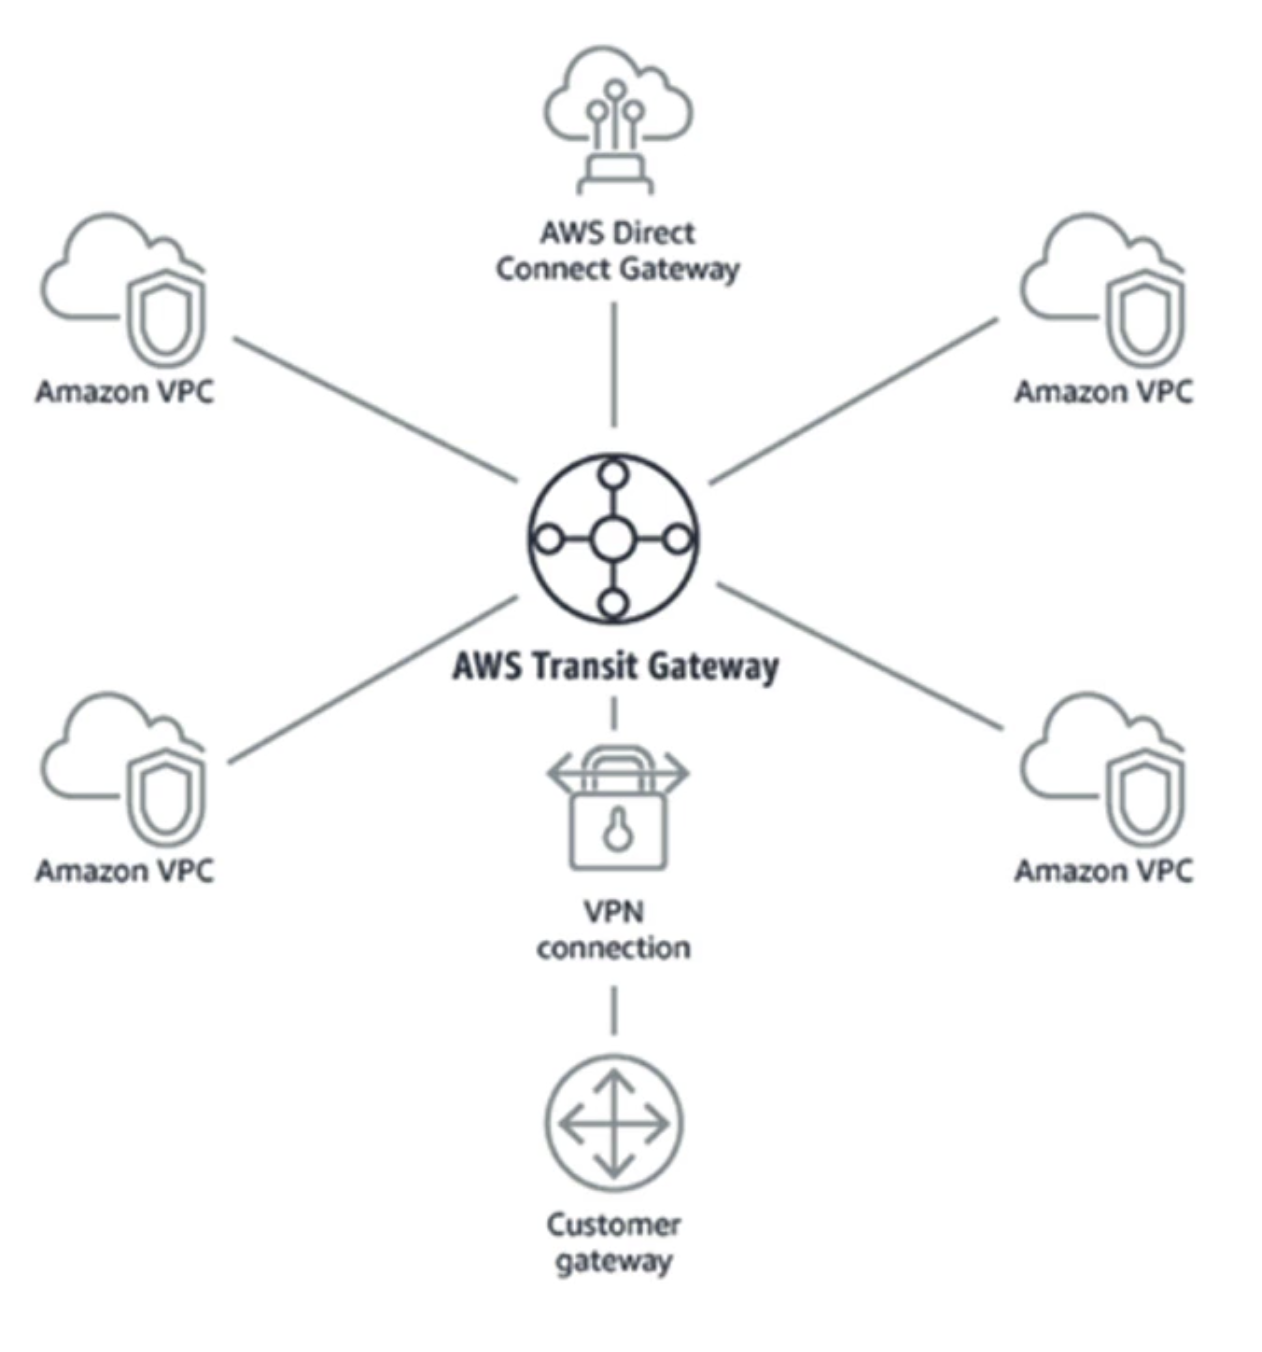 AWS Direct
Connect Gateway
Amazon VPC
Amazon VPC
AWS Transit Gateway
Amazon VPC
Amazon VPC
VPN
connection
Customer
gateway